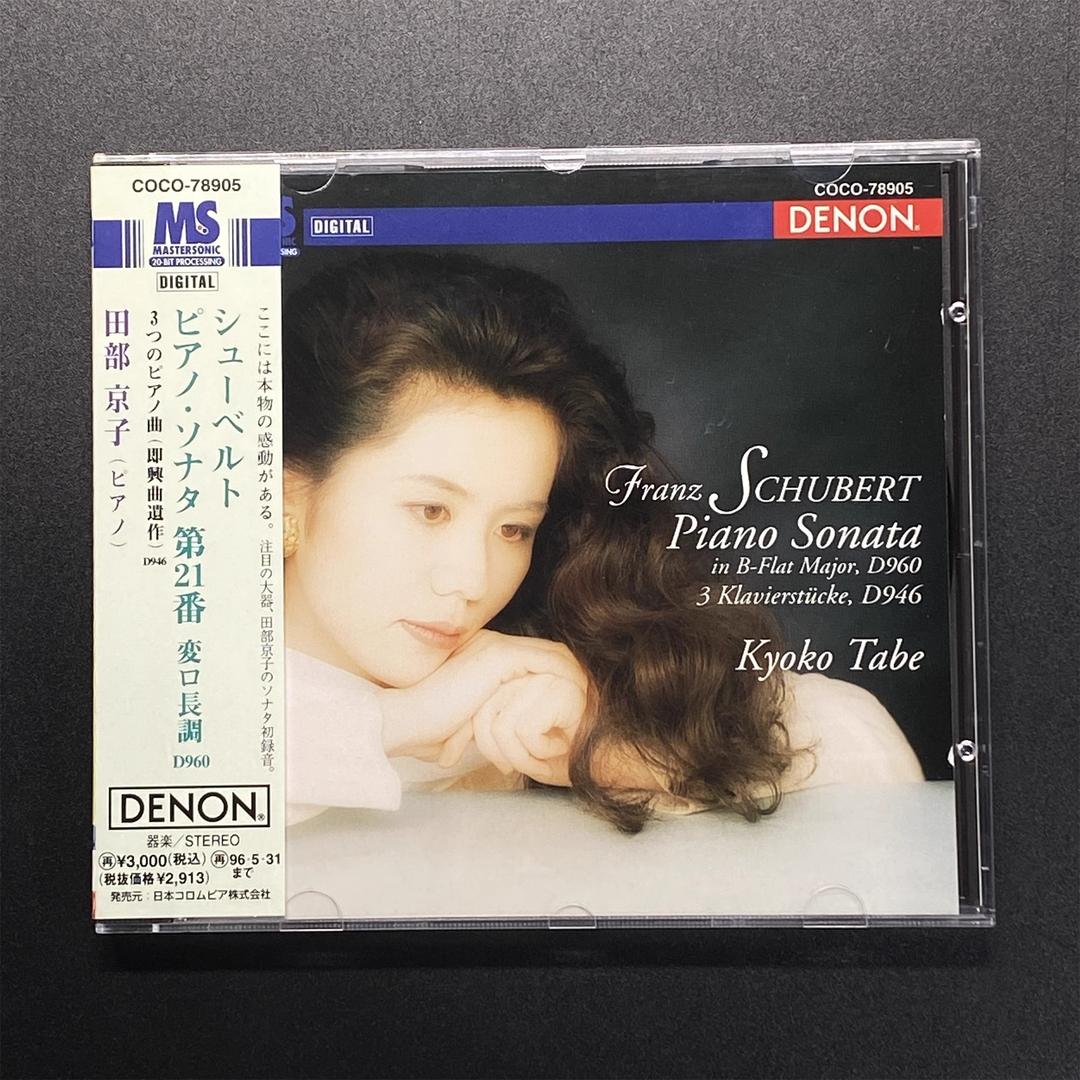 COCO-78905
MS
MASTERSONIC
20-BIT PROCESSING
DIGITAL
ここには本物の感動がある。注目の大器、田部京子のソナタ初録音。
シューベルト
ピアノ・ソナタ 第21番 変ロ長調 D960
3つのピアノ曲(即興曲遺作) D946
田部 京子(ピアノ)
DENON®
器楽/STEREO
再¥3,000(税込) 再96・5・31まで
(税抜価格¥2,913)
発売元:日本コロムビア株式会社
COCO-78905
DIGITAL
DENON®
Franz SCHUBERT
Piano Sonata
in B-Flat Major, D960
3 Klavierstücke, D946
Kyoko Tabe